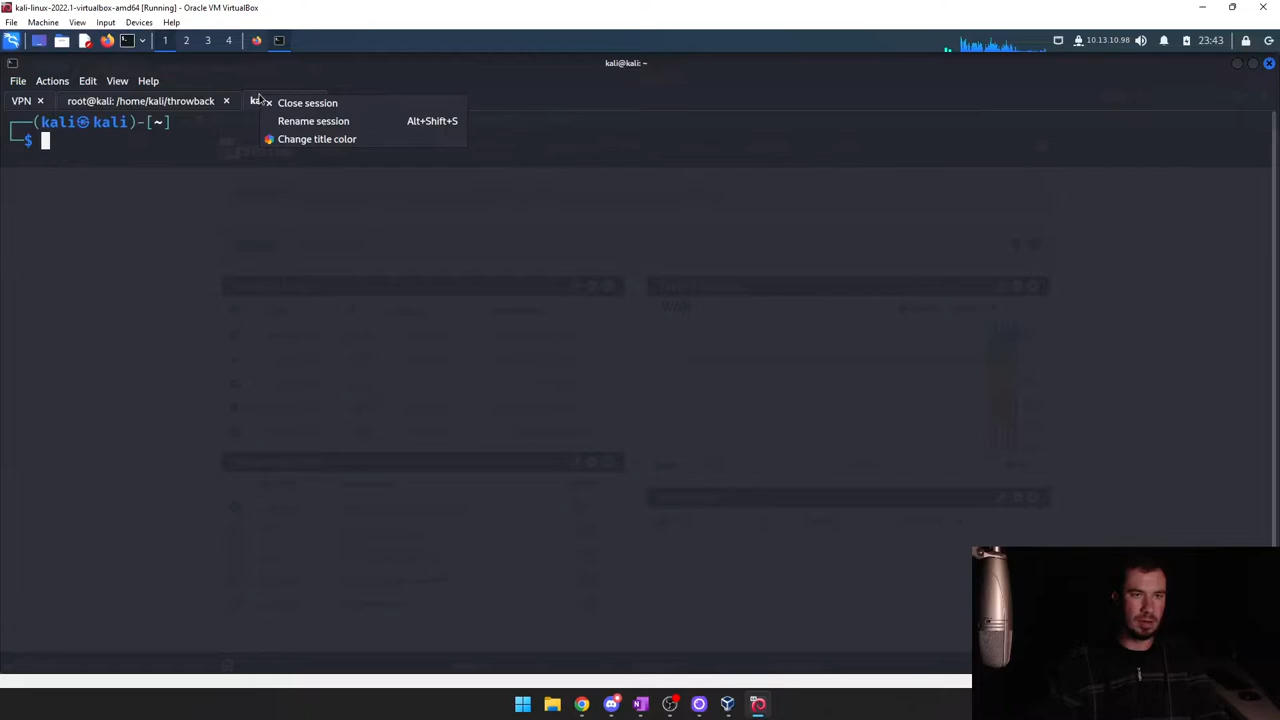 kali-linux-2022.1-virtualbox-amd64 [Running] - Oracle VM VirtualBox
File Machine View Input Devices Help
1 2 3 4 10.13.10.98 23:43
kali@kali: ~
File Actions Edit View Help
VPN root@kali: /home/kali/throwback
Close session
(kali㉿kali)-[~]
Rename session Alt+Shift+S
$
Change title color
WAN